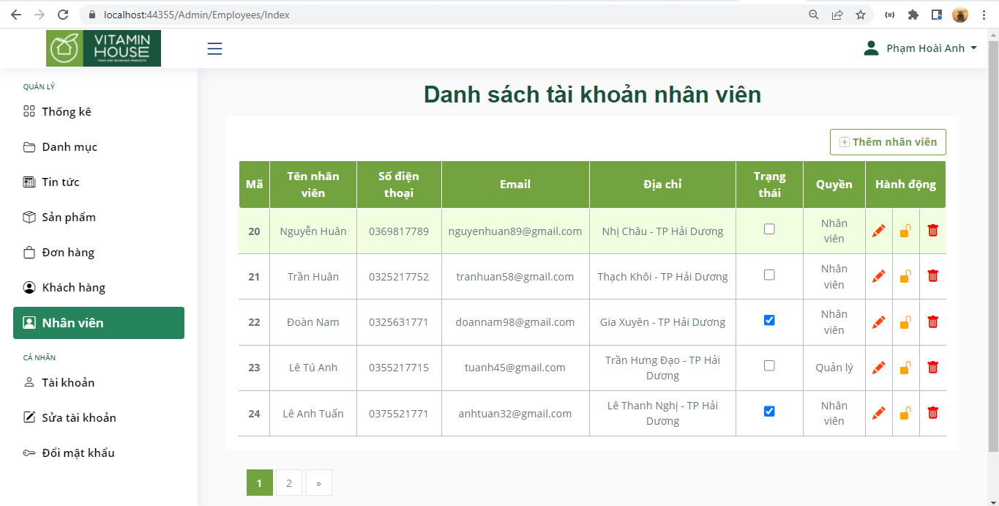 localhost:44355/Admin/Employees/Index
VITAMIN
HOUSE
FOOD AND BEVERAGE PRODUCTS
Phạm Hoài Anh
QUẢN LÝ
Thống kê
Danh mục
Tin tức
Sản phẩm
Đơn hàng
Khách hàng
Nhân viên
CÁ NHÂN
Tài khoản
Sửa tài khoản
Đổi mật khẩu
Danh sách tài khoản nhân viên
Thêm nhân viên
Mã Tên nhân viên Số điện thoại Email Địa chỉ Trạng thái Quyền Hành động
20 Nguyễn Huân 0369817789 nguyenhuan89@gmail.com Nhị Châu - TP Hải Dương Nhân viên
21 Trần Huân 0325217752 tranhuan58@gmail.com Thạch Khôi - TP Hải Dương Nhân viên
22 Đoàn Nam 0325631771 doannam98@gmail.com Gia Xuyên - TP Hải Dương Nhân viên
23 Lê Tú Anh 0355217715 tuanh45@gmail.com Trần Hưng Đạo - TP Hải Dương Quản lý
24 Lê Anh Tuấn 0375521771 anhtuan32@gmail.com Lê Thanh Nghị - TP Hải Dương Nhân viên
1 2 »